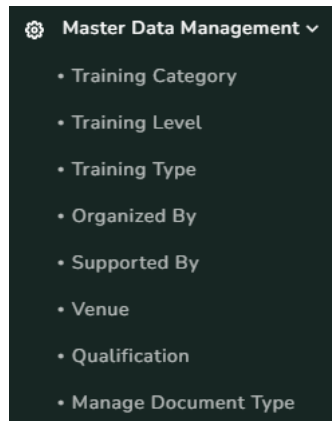 Master Data Management
• Training Category
• Training Level
• Training Type
• Organized By
• Supported By
• Venue
• Qualification
• Manage Document Type